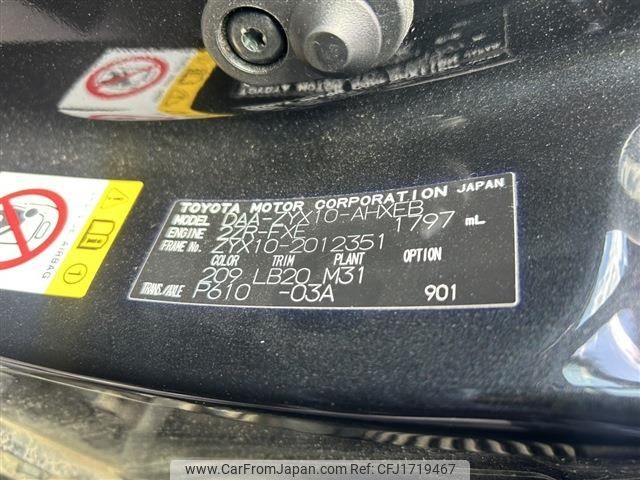 TOYOTA MOTOR CORPORATION JAPAN
MODEL DAA-ZYX10-AHXEB
ENGINE 2ZR-FXE 1797 mL
FRAME No. ZYX10-2012351
COLOR TRIM PLANT OPTION
209 LB20 M31
TRANS./AXLE P610 -03A 901
AIRBAG
www.CarFromJapan.com ID: CFJ1719467